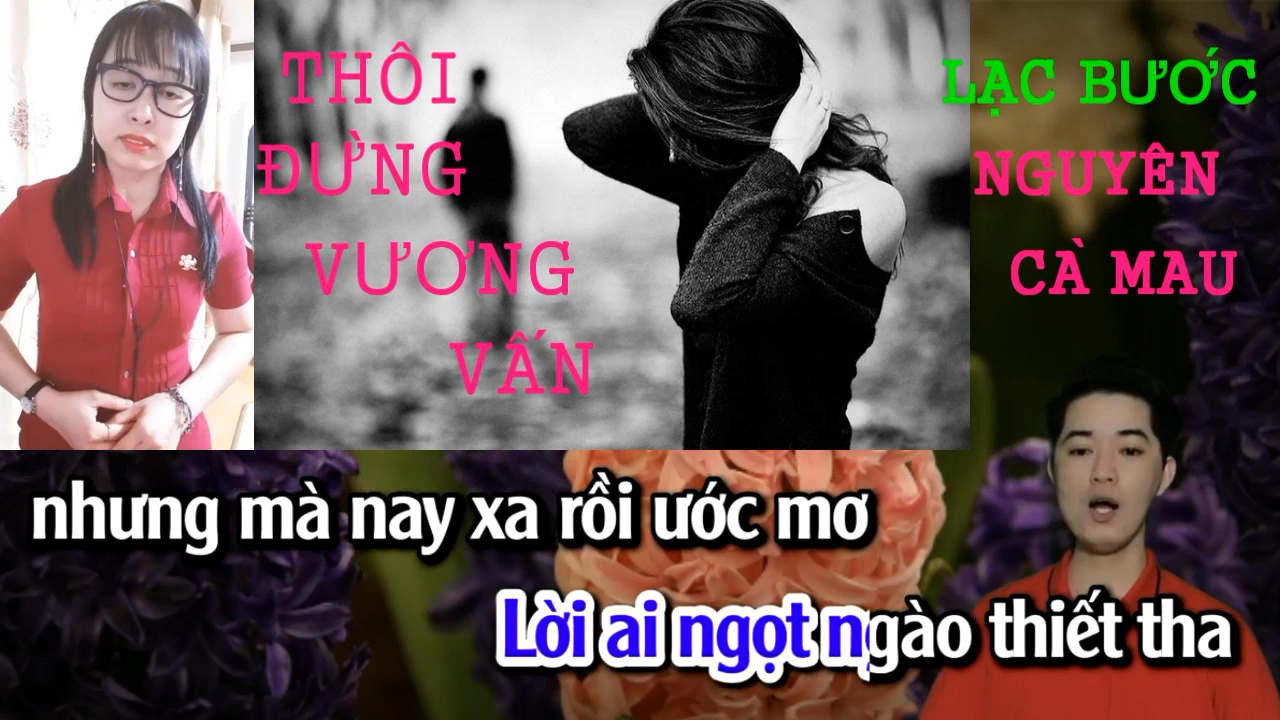 THÔI
ĐỪNG
VƯƠNG
VẤN
LẠC BƯỚC
NGUYÊN
CÀ MAU
nhưng mà nay xa rồi ước mơ
Lời ai ngọt ngào thiết tha